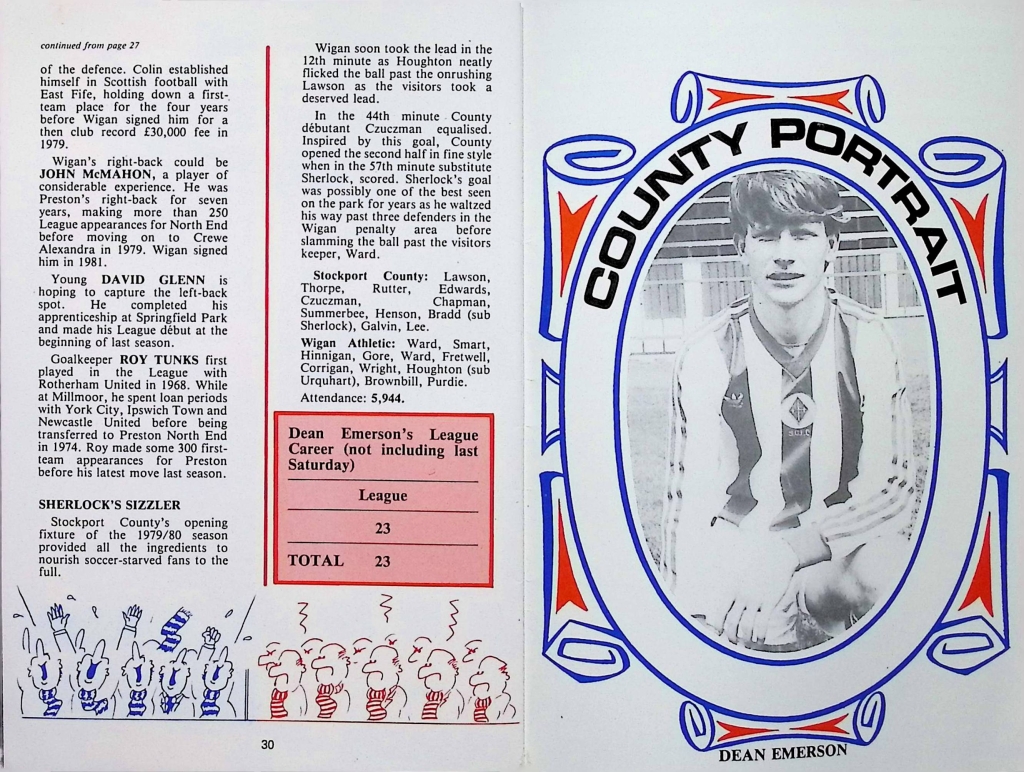 continued from page 27
of the defence. Colin established
himself in Scottish football with
East Fife, holding down a first-
team place for the four years
before Wigan signed him for a
then club record £30,000 fee in
1979.
Wigan's right-back could be
JOHN McMAHON, a player of
considerable experience. He was
Preston's right-back for seven
years, making more than 250
League appearances for North End
before moving on to Crewe
Alexandra in 1979. Wigan signed
him in 1981.
Young DAVID GLENN is
hoping to capture the left-back
spot. He completed his
apprenticeship at Springfield Park
and made his League début at the
beginning of last season.
Goalkeeper ROY TUNKS first
played in the League with
Rotherham United in 1968. While
at Millmoor, he spent loan periods
with York City, Ipswich Town and
Newcastle United before being
transferred to Preston North End
in 1974. Roy made some 300 first-
team appearances for Preston
before his latest move last season.
SHERLOCK'S SIZZLER
Stockport County's opening
fixture of the 1979/80 season
provided all the ingredients to
nourish soccer-starved fans to the
full.
Wigan soon took the lead in the
12th minute as Houghton neatly
flicked the ball past the onrushing
Lawson as the visitors took a
deserved lead.
In the 44th minute County
débutant Czuczman equalised.
Inspired by this goal, County
opened the second half in fine style
when in the 57th minute substitute
Sherlock, scored. Sherlock's goal
was possibly one of the best seen
on the park for years as he waltzed
his way past three defenders in the
Wigan penalty area before
slamming the ball past the visitors
keeper, Ward.
Stockport County: Lawson,
Thorpe, Rutter, Edwards,
Czuczman, Chapman,
Summerbee, Henson, Bradd (sub
Sherlock), Galvin, Lee.
Wigan Athletic: Ward, Smart,
Hinnigan, Gore, Ward, Fretwell,
Corrigan, Wright, Houghton (sub
Urquhart), Brownbill, Purdie.
Attendance: 5,944.
Dean Emerson's League
Career (not including last
Saturday)
League
23
TOTAL 23
30
COUNTY PORTRAIT
DEAN EMERSON